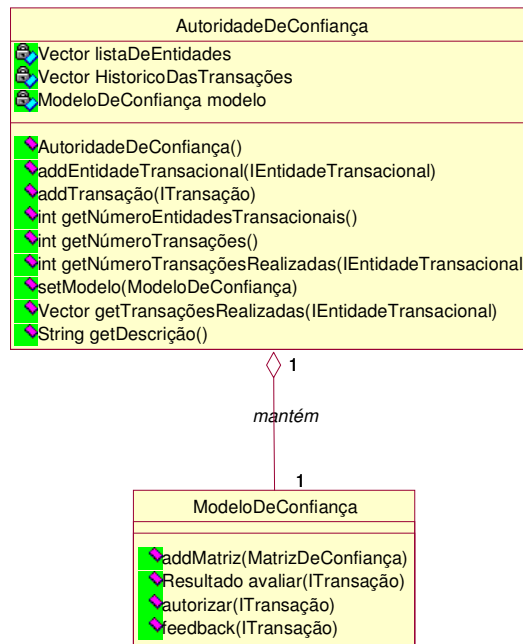 AutoridadeDeConfiança
Vector listaDeEntidades
Vector HistoricoDasTransações
ModeloDeConfiança modelo
AutoridadeDeConfiança()
addEntidadeTransacional(IEntidadeTransacional)
addTransação(ITransação)
int getNúmeroEntidadesTransacionais()
int getNúmeroTransações()
int getNúmeroTransaçõesRealizadas(IEntidadeTransacional
setModelo(ModeloDeConfiança)
Vector getTransaçõesRealizadas(IEntidadeTransacional)
String getDescrição()
1
mantém
1
ModeloDeConfiança
addMatriz(MatrizDeConfiança)
Resultado avaliar(ITransação)
autorizar(ITransação)
feedback(ITransação)